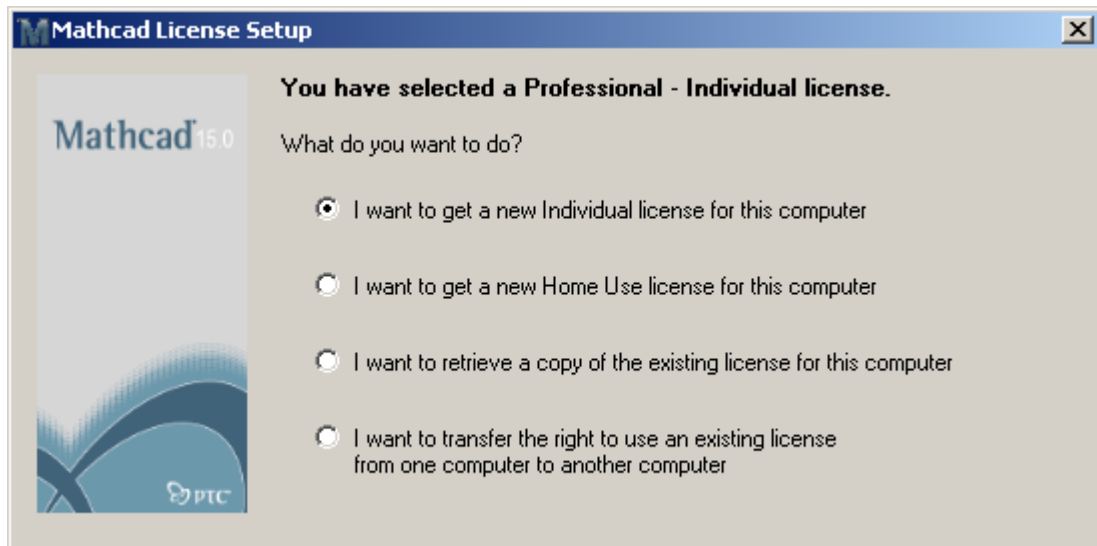 Mathcad License Setup
You have selected a Professional - Individual license.
Mathcad 15.0
What do you want to do?
I want to get a new Individual license for this computer
I want to get a new Home Use license for this computer
I want to retrieve a copy of the existing license for this computer
I want to transfer the right to use an existing license
from one computer to another computer
PTC